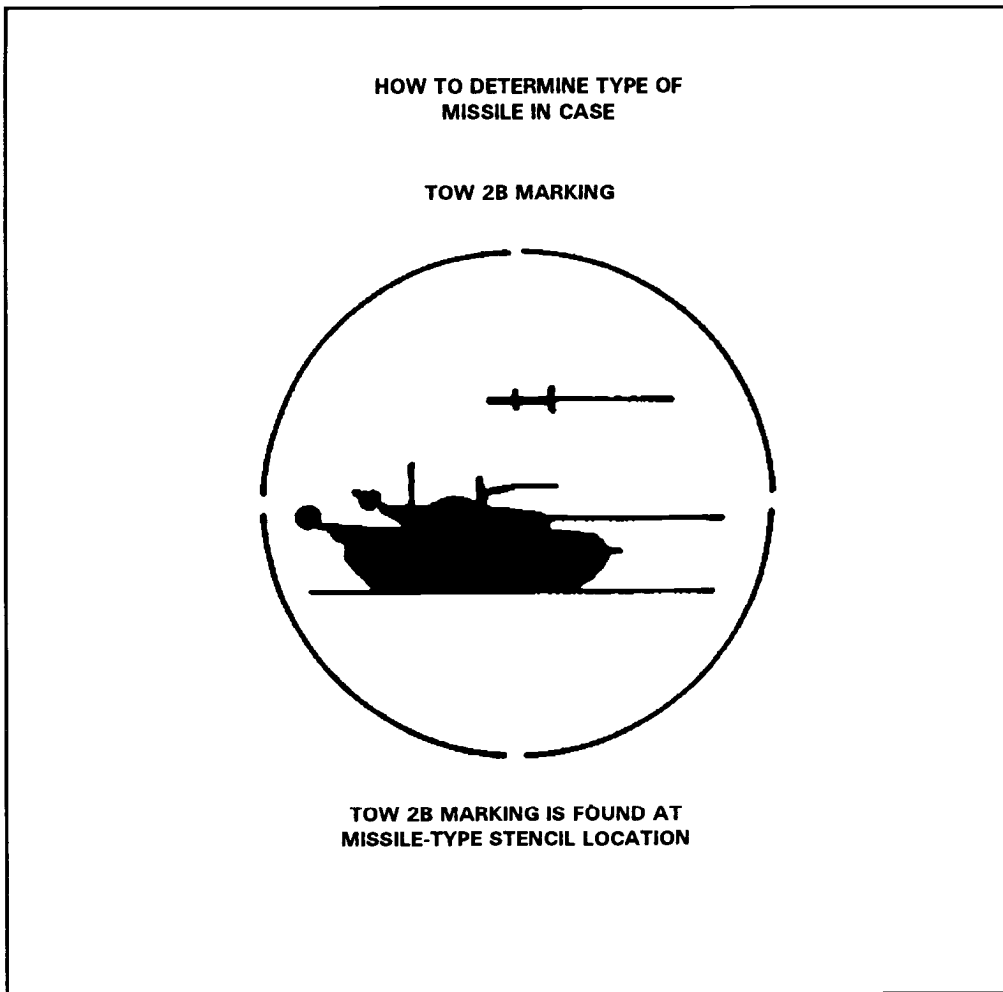 HOW TO DETERMINE TYPE OF
MISSILE IN CASE
TOW 2B MARKING
TOW 2B MARKING IS FOUND AT
MISSILE-TYPE STENCIL LOCATION